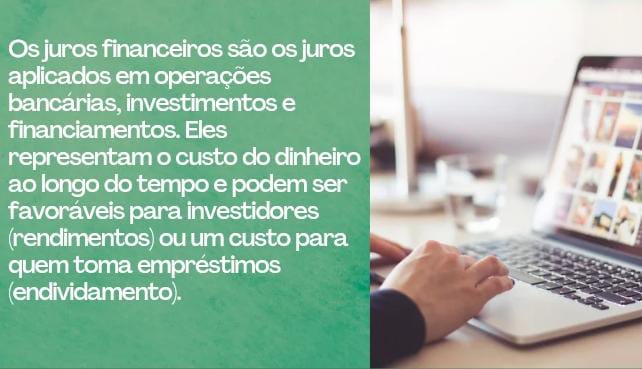 Os juros financeiros são os juros
aplicados em operações
bancárias, investimentos e
financiamentos. Eles
representam o custo do dinheiro
ao longo do tempo e podem ser
favoráveis para investidores
(rendimentos) ou um custo para
quem toma empréstimos
(endividamento).